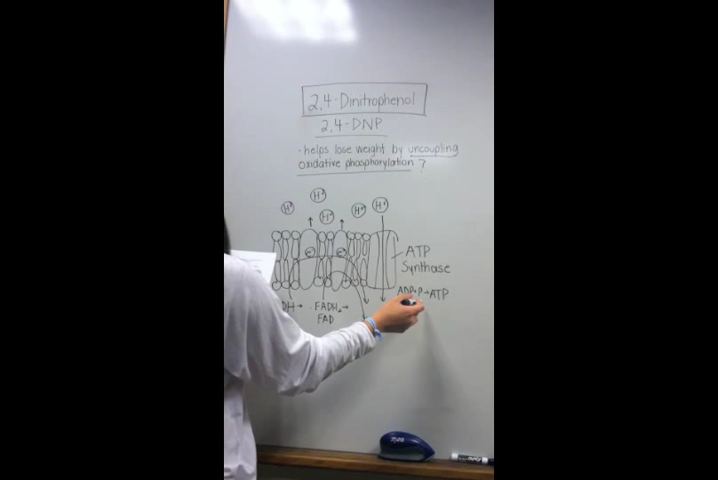 2,4-Dinitrophenol
2,4-DNP
· helps lose weight by uncoupling
oxidative phosphorylation ?
H⁺
H⁺ H⁺ H⁺ H⁺
e⁻ e⁻
ATP
Synthase
ADP+P→ATP
DH→ FADH₂→
FAD
EXPO